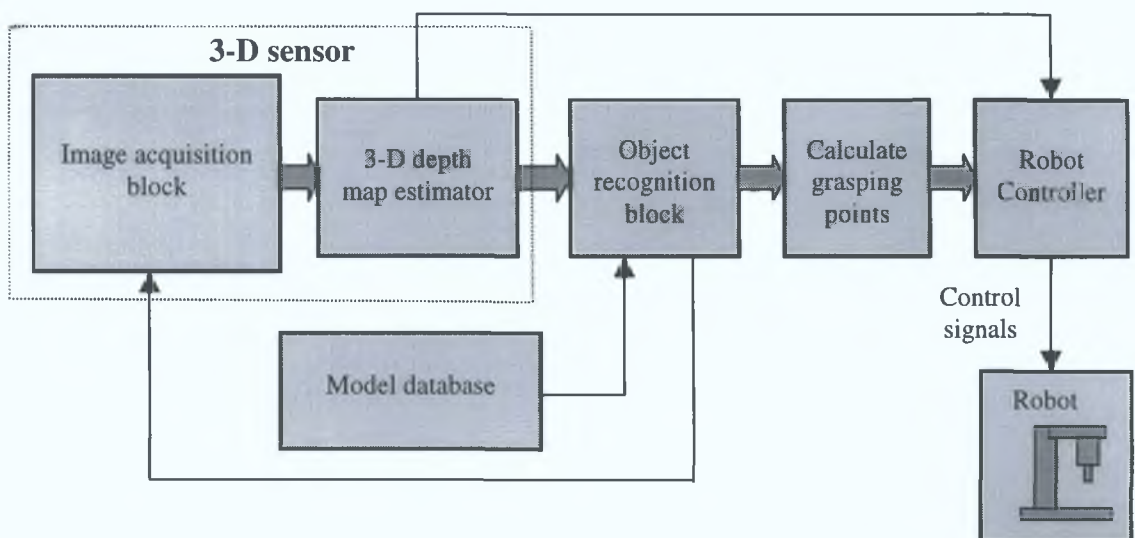 3-D sensor
Image acquisition
block
3-D depth
map estimator
Object
recognition
block
Calculate
grasping
points
Robot
Controller
Control
signals
Model database
Robot